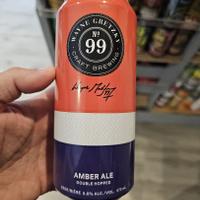 WAYNE GRETZKY
Nº
99
CRAFT BREWING
AMBER ALE
DOUBLE HOPPED